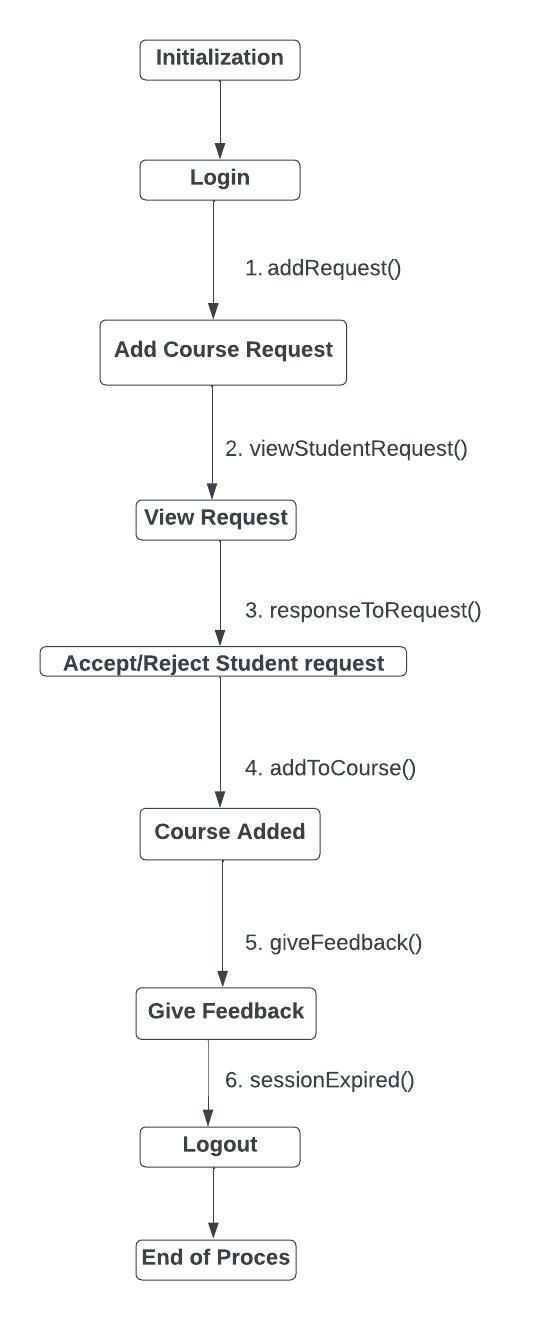 Initialization
Login
1. addRequest()
Add Course Request
2. viewStudentRequest()
View Request
3. responseToRequest()
Accept/Reject Student request
4. addToCourse()
Course Added
5. giveFeedback()
Give Feedback
6. sessionExpired()
Logout
End of Proces